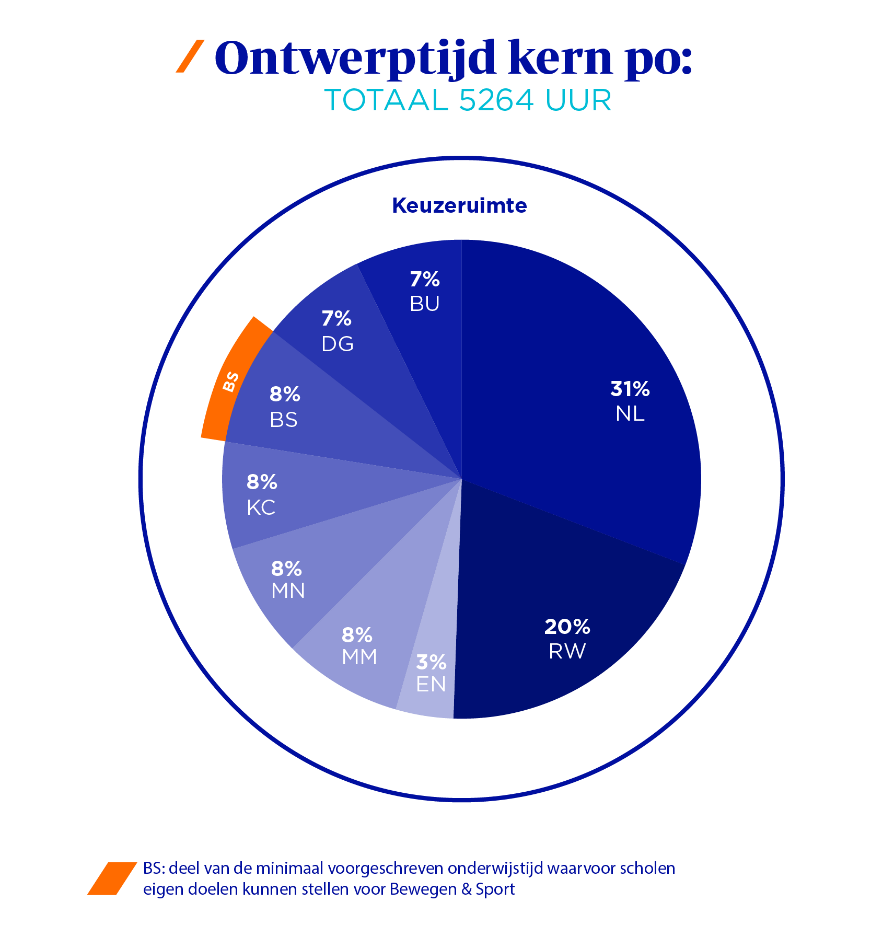 Ontwerptijd kern po:
TOTAAL 5264 UUR
Keuzeruimte
7%
BU
7%
DG
31%
NL
BS
8%
BS
8%
KC
8%
MN
20%
RW
8%
MM
3%
EN
BS: deel van de minimaal voorgeschreven onderwijstijd waarvoor scholen
eigen doelen kunnen stellen voor Bewegen & Sport